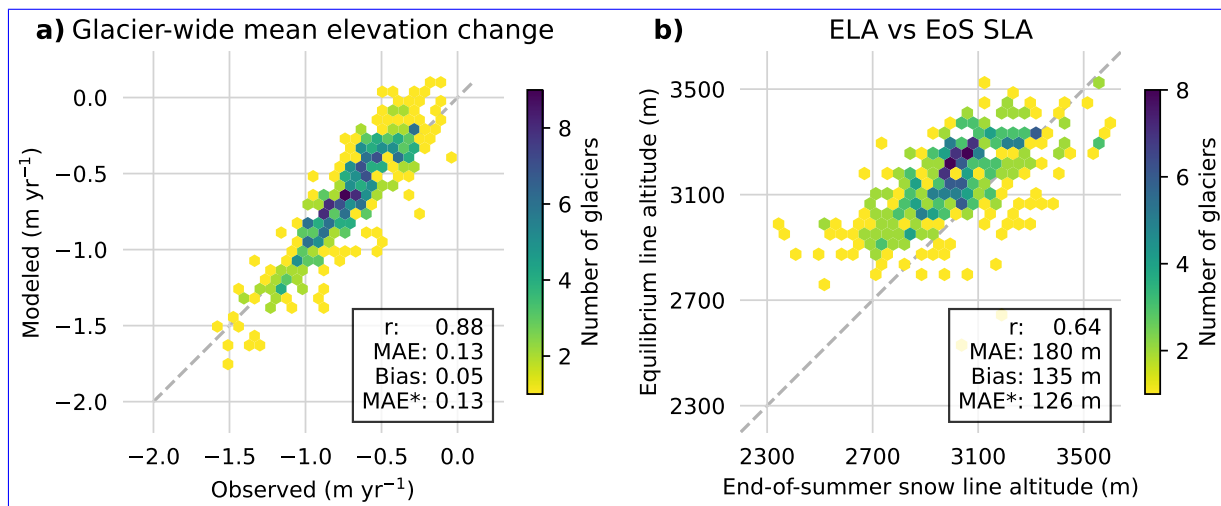 a) Glacier-wide mean elevation change
0.0
−0.5
−1.0
−1.5
−2.0
Modeled (m yr⁻¹)
−2.0 −1.5 −1.0 −0.5 0.0
Observed (m yr⁻¹)
r: 0.88
MAE: 0.13
Bias: 0.05
MAE*: 0.13
8
6
4
2
Number of glaciers
b) ELA vs EoS SLA
3500
3100
2700
2300
Equilibrium line altitude (m)
2300 2700 3100 3500
End-of-summer snow line altitude (m)
r: 0.64
MAE: 180 m
Bias: 135 m
MAE*: 126 m
8
6
4
2
Number of glaciers